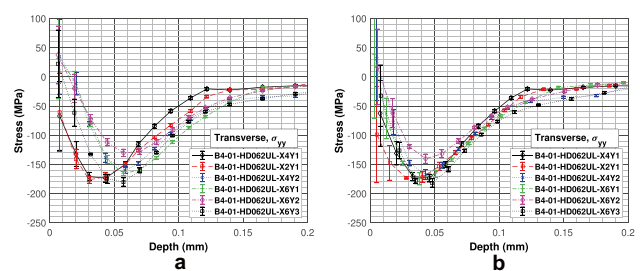 100
50
0
-50
-100
-150
-200
-250
Stress (MPa)
0
0.05
0.1
0.15
0.2
Depth (mm)
Transverse, σyy
B4-01-HD062UL-X4Y1
B4-01-HD062UL-X2Y1
B4-01-HD062UL-X4Y2
B4-01-HD062UL-X6Y1
B4-01-HD062UL-X6Y2
B4-01-HD062UL-X6Y3
a
100
50
0
-50
-100
-150
-200
-250
Stress (MPa)
0
0.05
0.1
0.15
0.2
Depth (mm)
Transverse, σyy
B4-01-HD062UL-X4Y1
B4-01-HD062UL-X2Y1
B4-01-HD062UL-X4Y2
B4-01-HD062UL-X6Y1
B4-01-HD062UL-X6Y2
B4-01-HD062UL-X6Y3
b